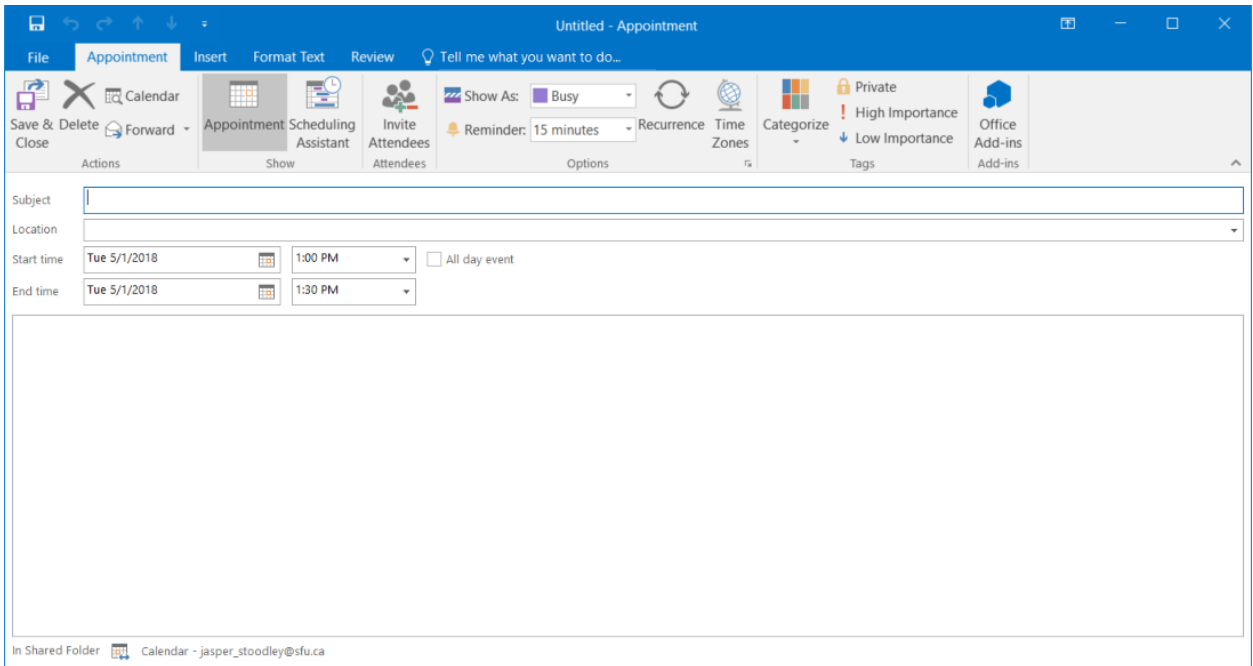 Untitled - Appointment
File Appointment Insert Format Text Review Tell me what you want to do...
Save & Close
Delete
Calendar
Forward
Actions
Appointment
Scheduling Assistant
Show
Invite Attendees
Attendees
Show As: Busy
Reminder: 15 minutes
Recurrence
Time Zones
Options
Categorize
Private
High Importance
Low Importance
Tags
Office Add-ins
Add-ins
Subject
Location
Start time Tue 5/1/2018 1:00 PM All day event
End time Tue 5/1/2018 1:30 PM
In Shared Folder Calendar - jasper_stoodley@sfu.ca